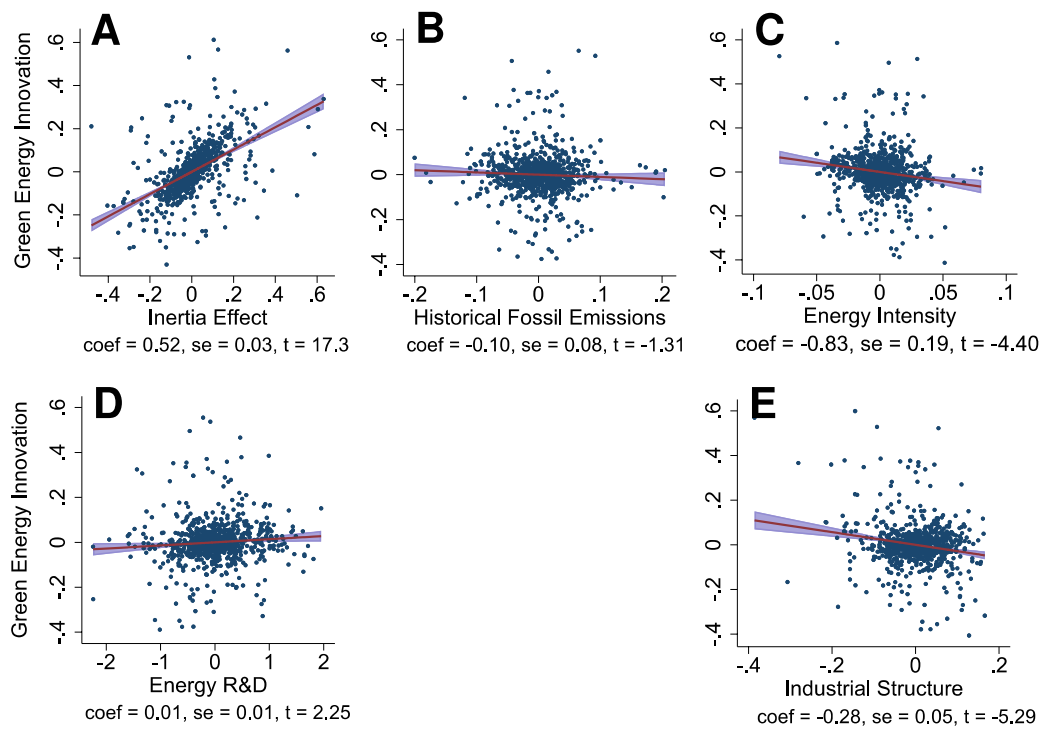 A
B
C
Green Energy Innovation
.6
.4
.2
0
-.2
-.4
-.4 -.2 0 .2 .4 .6
Inertia Effect
coef = 0.52, se = 0.03, t = 17.3
.6
.4
.2
0
-.2
-.4
-.2 -.1 0 .1 .2
Historical Fossil Emissions
coef = -0.10, se = 0.08, t = -1.31
.6
.4
.2
0
-.2
-.4
-.1 -.05 0 .05 .1
Energy Intensity
coef = -0.83, se = 0.19, t = -4.40
D
Green Energy Innovation
.6
.4
.2
0
-.2
-.4
-2 -1 0 1 2
Energy R&D
coef = 0.01, se = 0.01, t = 2.25
E
.6
.4
.2
0
-.2
-.4
-.4 -.2 0 .2
Industrial Structure
coef = -0.28, se = 0.05, t = -5.29